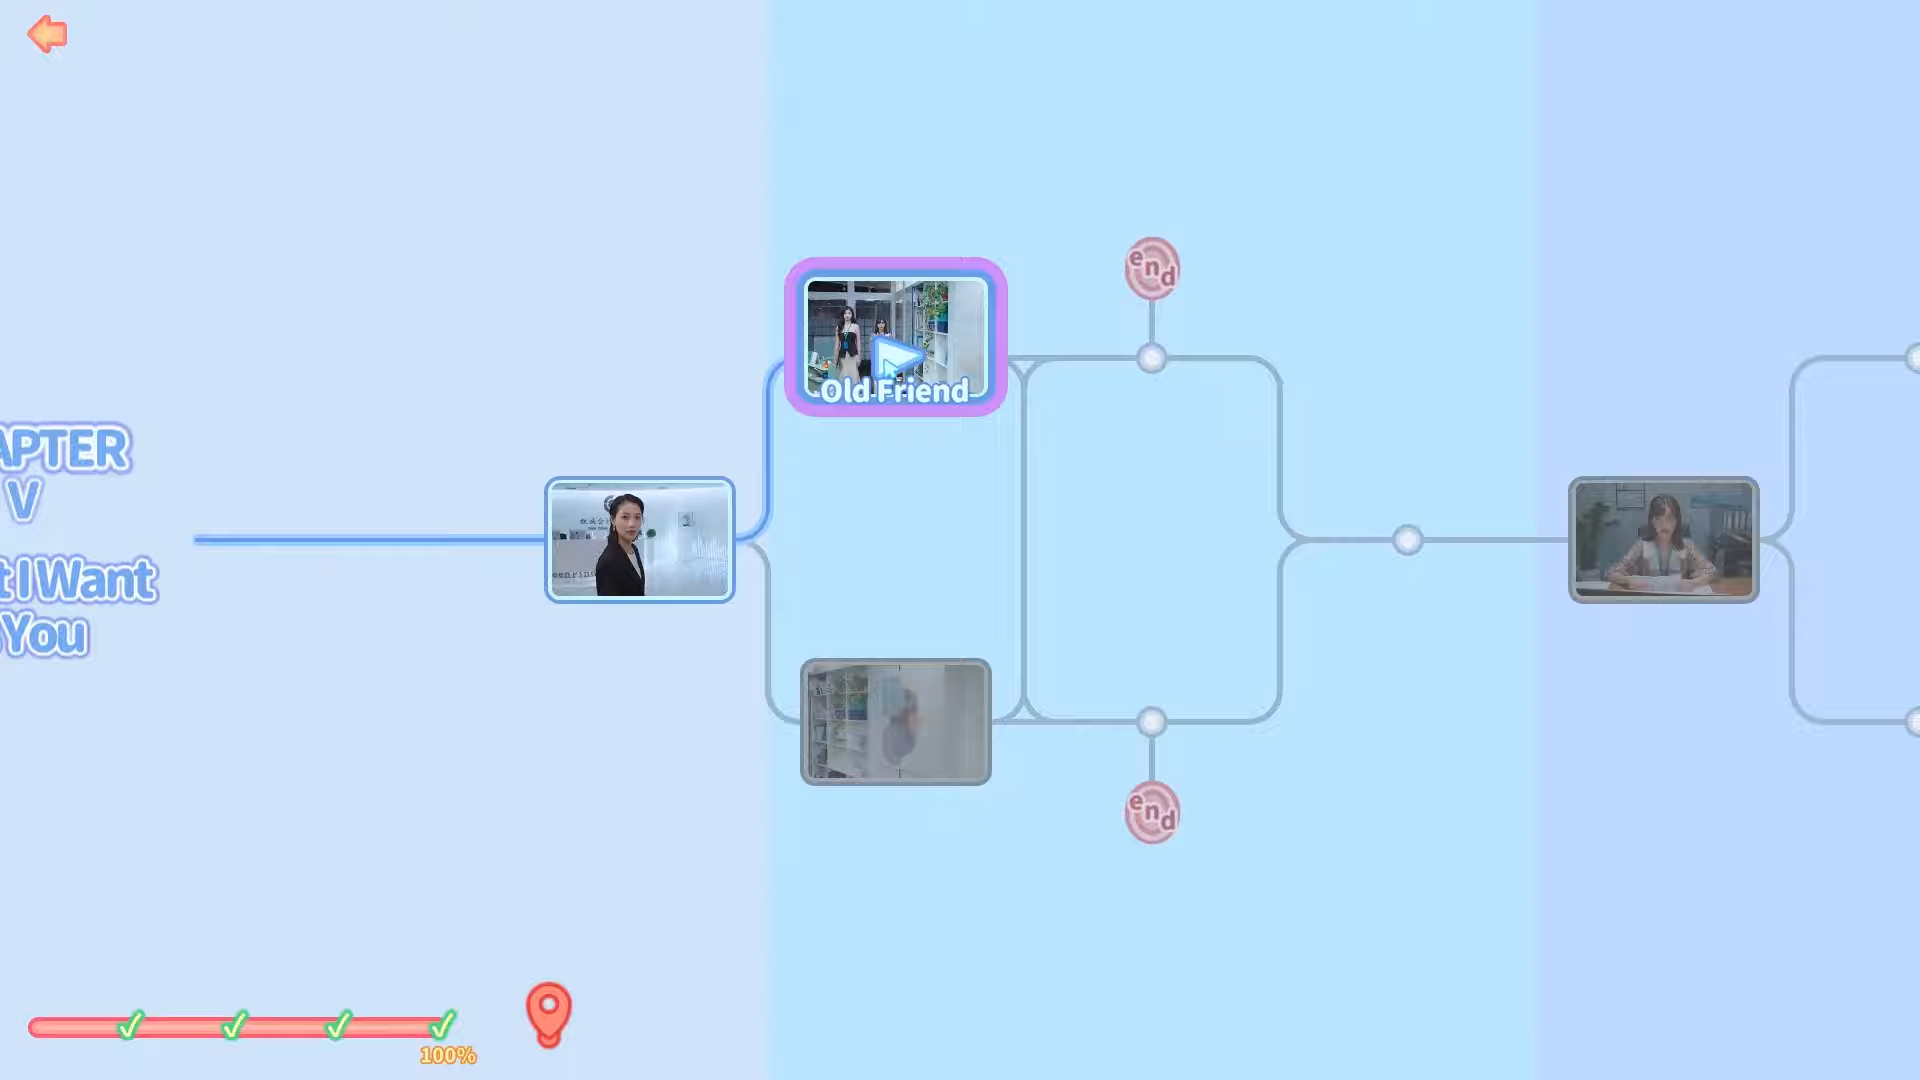 APTER
V
t I Want
You
Old Friend
end
end
100%